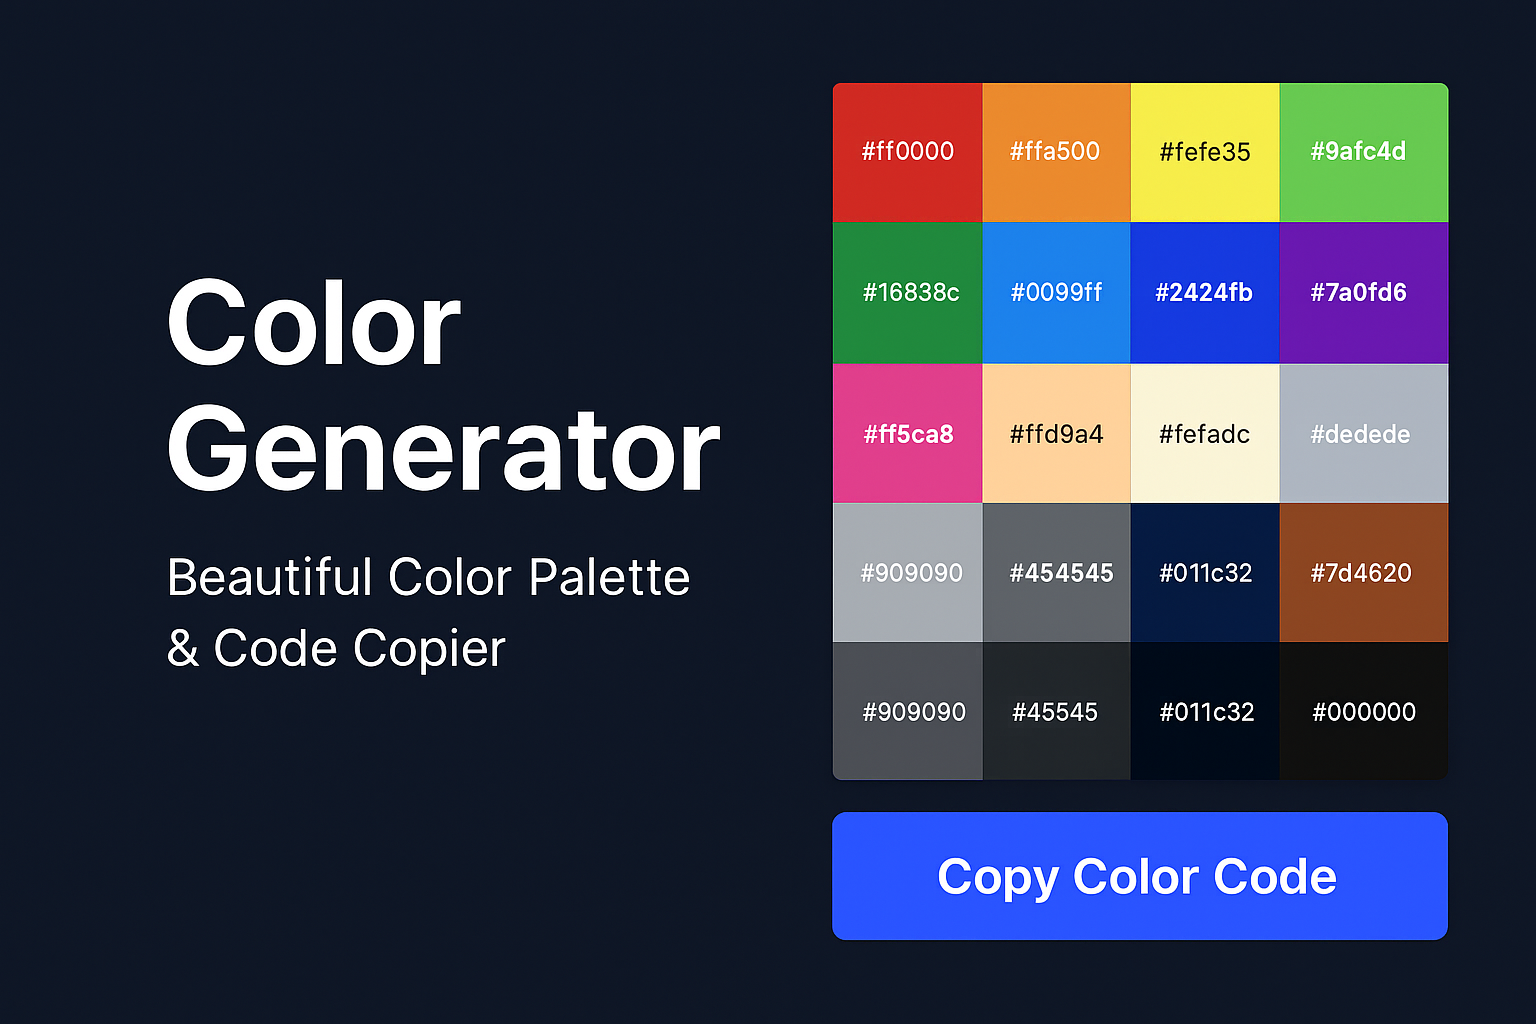 Color
Generator
Beautiful Color Palette
& Code Copier
#ff0000 #ffa500 #fefe35 #9afc4d
#16838c #0099ff #2424fb #7a0fd6
#ff5ca8 #ffd9a4 #fefadc #dedede
#909090 #454545 #011c32 #7d4620
#909090 #45545 #011c32 #000000
Copy Color Code